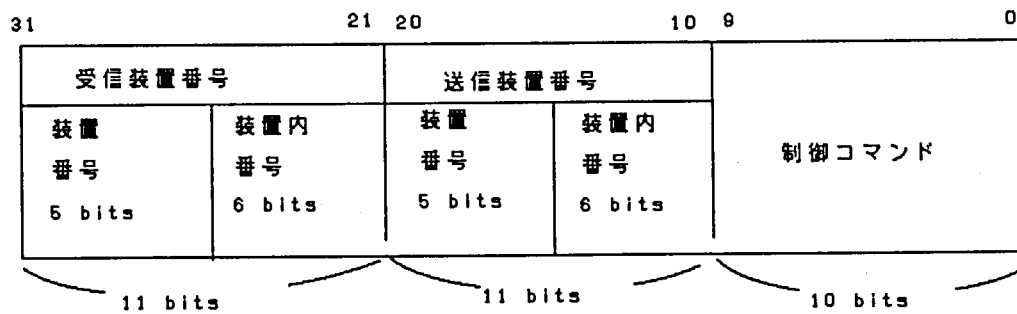 31 21 20 10 9 0
受信装置番号 送信装置番号
装置 装置内 装置 装置内
番号 番号 番号 番号
制御コマンド
5 bits 6 bits 5 bits 6 bits
11 bits 11 bits 10 bits